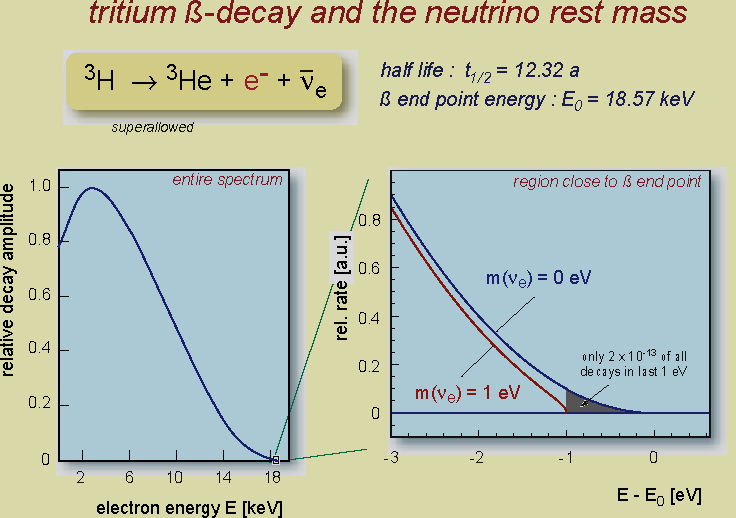 tritium ß-decay and the neutrino rest mass
³H → ³He + e⁻ + ν̅ₑ
superallowed
half life : t₁/₂ = 12.32 a
ß end point energy : E₀ = 18.57 keV
entire spectrum
relative decay amplitude
1.0
0.8
0.6
0.4
0.2
0
2 6 10 14 18
electron energy E [keV]
region close to ß end point
rel. rate [a.u.]
0.8
0.6
0.4
0.2
0
m(νₑ) = 0 eV
only 2 x 10⁻¹³ of all
decays in last 1 eV
m(νₑ) = 1 eV
-3 -2 -1 0
E - E₀ [eV]